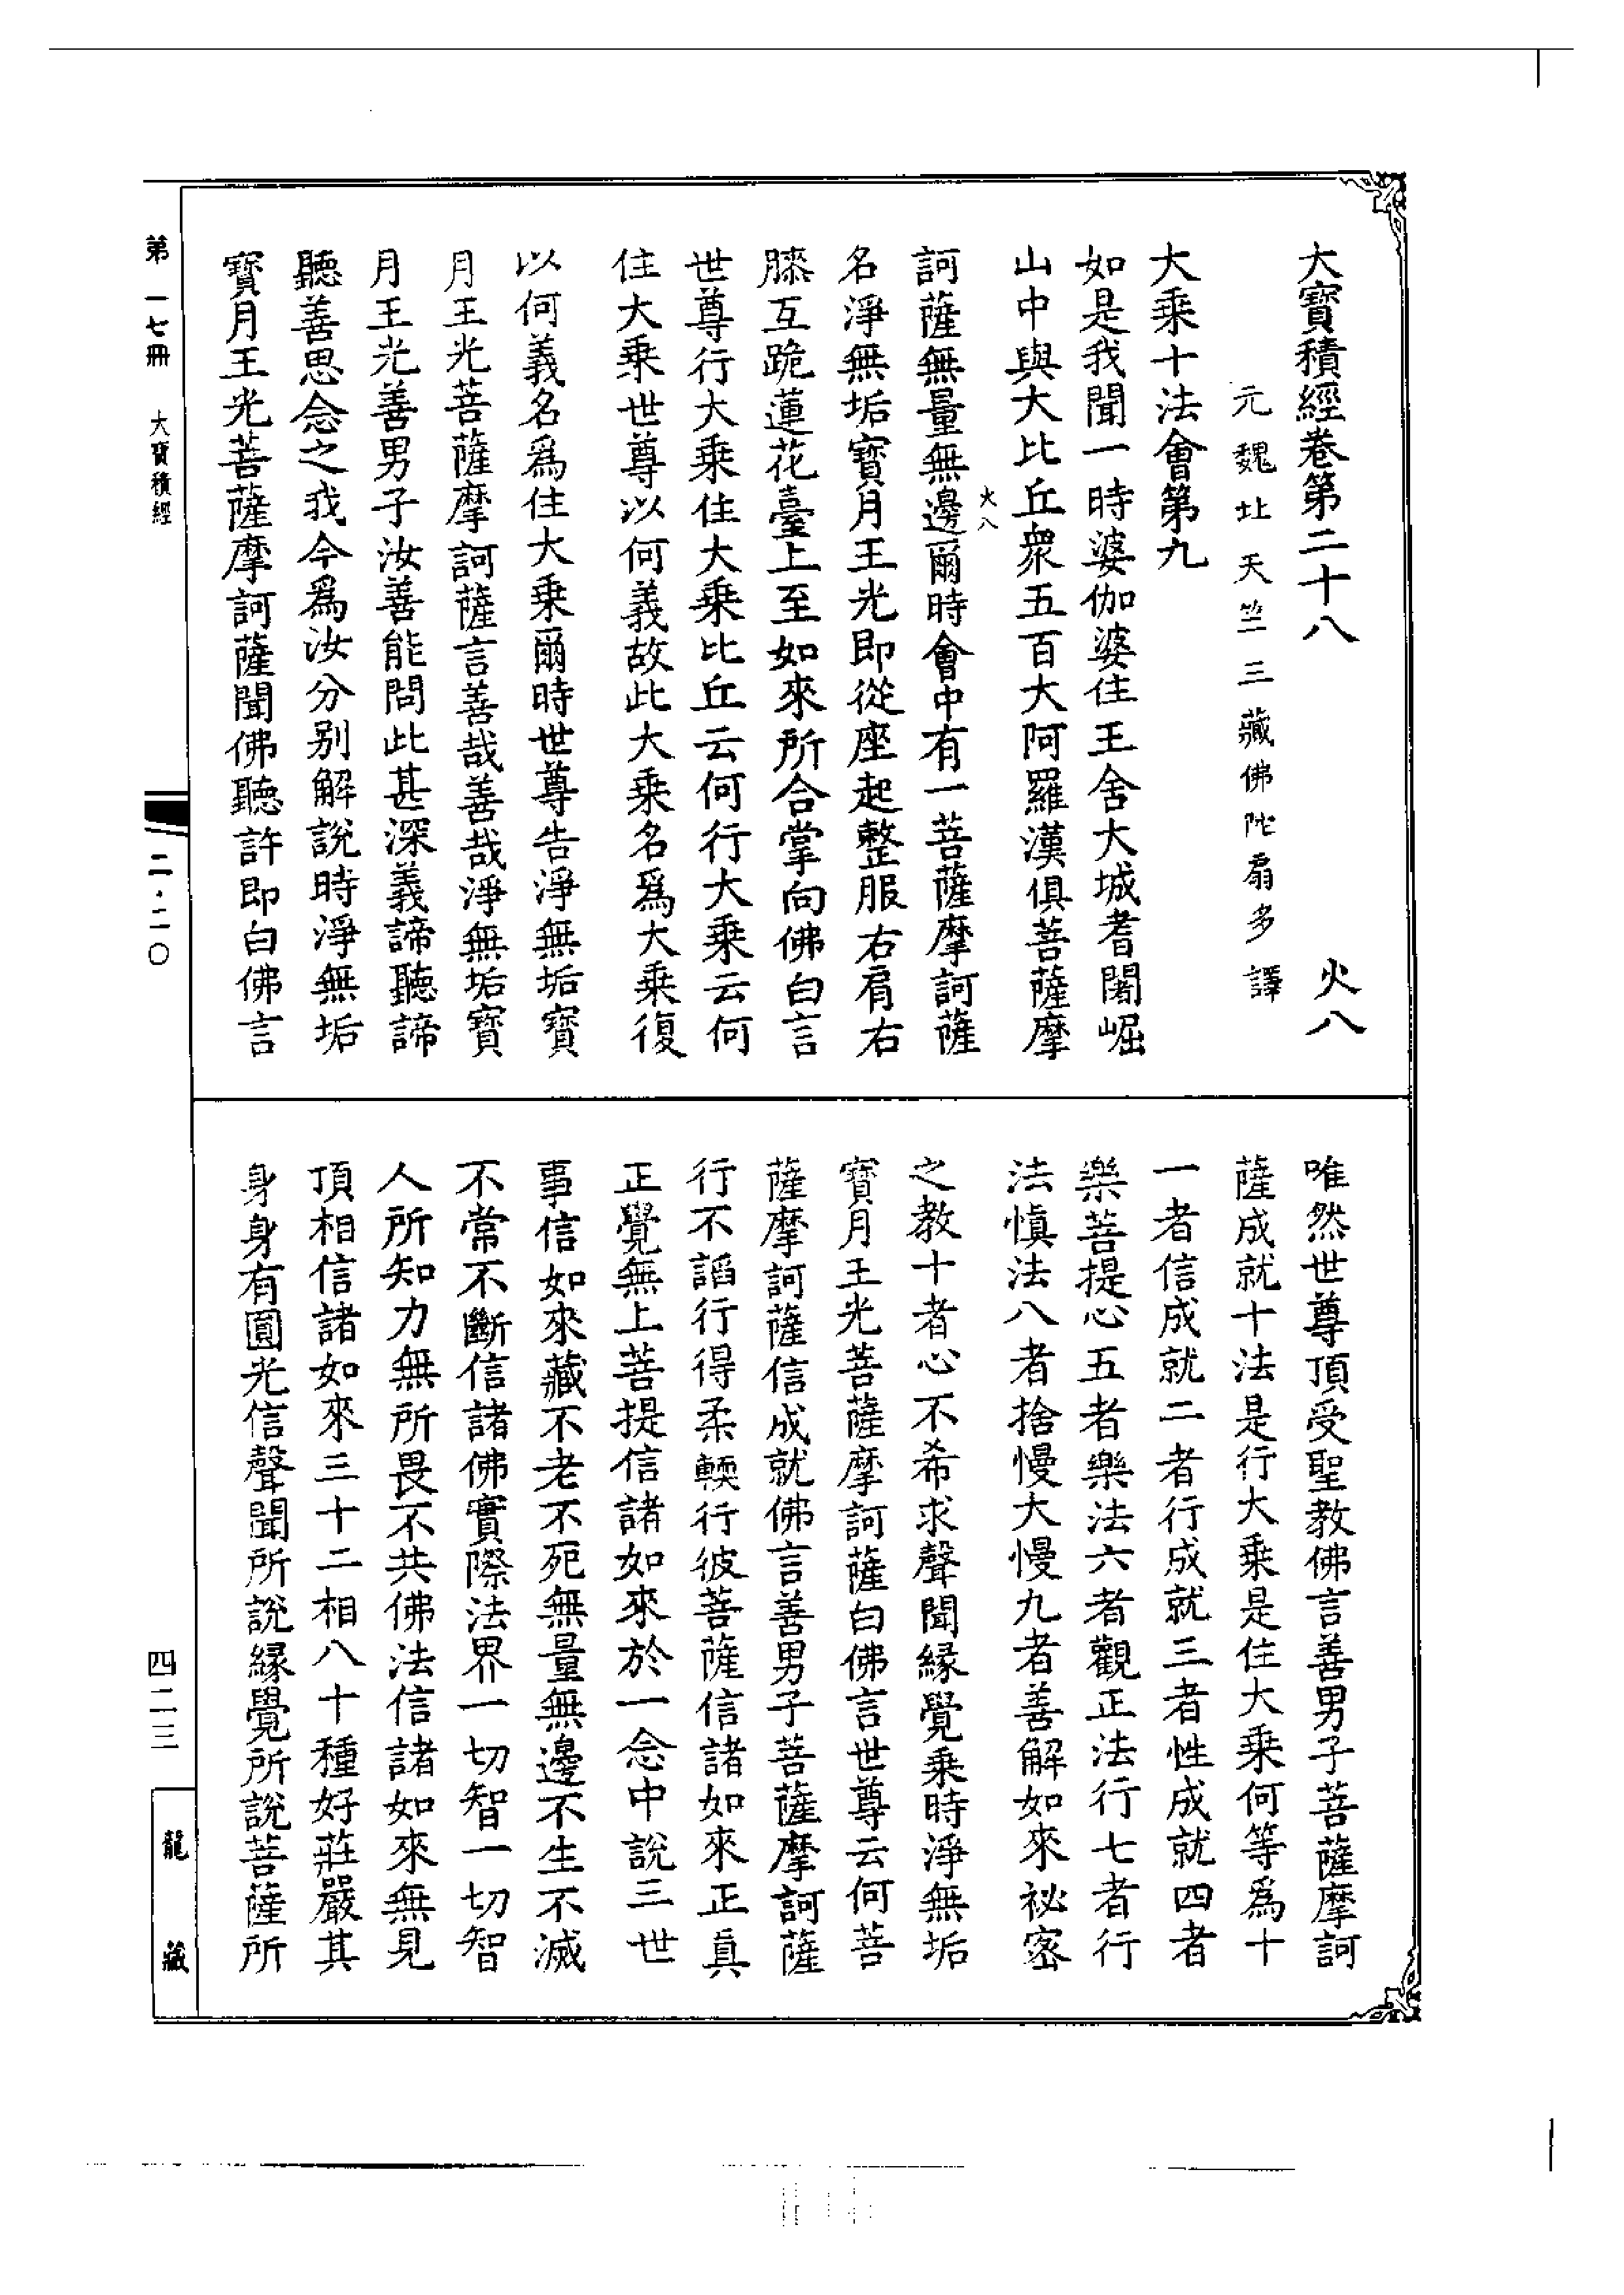 大寶積經卷第二十八　火八
元魏北天竺三藏佛陀扇多譯
大乘十法會第九
如是我聞一時婆伽婆住王舍大城耆闍崛
山中與大比丘衆五百大阿羅漢俱菩薩摩
火八
訶薩無量無邊爾時會中有一菩薩摩訶薩
名淨無垢寶月王光即從座起整服右肩右
膝互跪蓮花臺上至如來所合掌向佛白言
世尊行大乘住大乘比丘云何行大乘云何
住大乘世尊以何義故此大乘名爲大乘復
以何義名爲住大乘爾時世尊告淨無垢寶
月王光菩薩摩訶薩言善哉善哉淨無垢寶
月王光善男子汝善能問此甚深義諦聽諦
聽善思念之我今爲汝分别解說時淨無垢
寶月王光菩薩摩訶薩聞佛聽許即白佛言
唯然世尊頂受聖教佛言善男子菩薩摩訶
薩成就十法是行大乘是住大乘何等爲十
一者信成就二者行成就三者性成就四者
樂菩提心五者樂法六者觀正法行七者行
法慎法八者捨慢大慢九者善解如來祕密
之教十者心不希求聲聞緣覺乘時淨無垢
寶月王光菩薩摩訶薩白佛言世尊云何菩
薩摩訶薩信成就佛言善男子菩薩摩訶薩
行不諂行得柔輭行彼菩薩信諸如來正真
正覺無上菩提信諸如來於一念中說三世
事信如來藏不老不死無量無邊不生不滅
不常不斷信諸佛實際法界一切智一切智
人所知力無所畏不共佛法信諸如來無見
頂相信諸如來三十二相八十種好莊嚴其
身身有圓光信聲聞所說緣覺所說菩薩所
第一七冊　大寶積經
二·二〇
四二三
龍藏